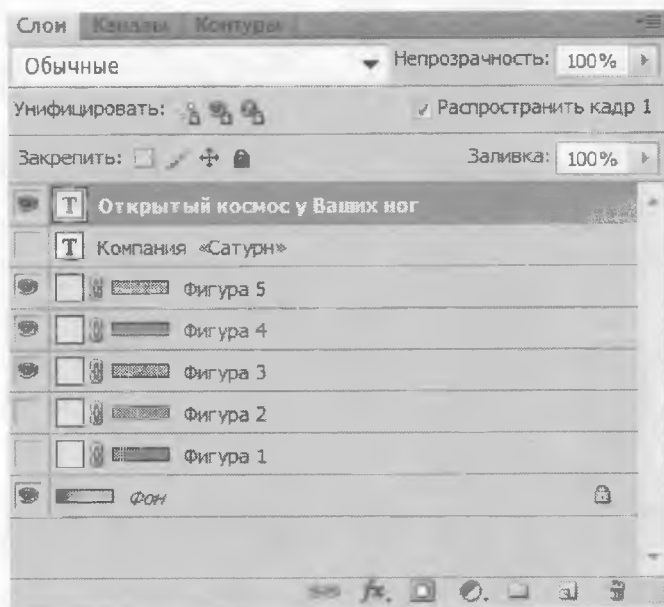 Слои Каналы Контуры
Обычные Непрозрачность: 100%
Унифицировать: Распространить кадр 1
Закрепить: Заливка: 100%
T Открытый космос у Ваших ног
T Компания «Сатурн»
Фигура 5
Фигура 4
Фигура 3
Фигура 2
Фигура 1
Фон
fx.